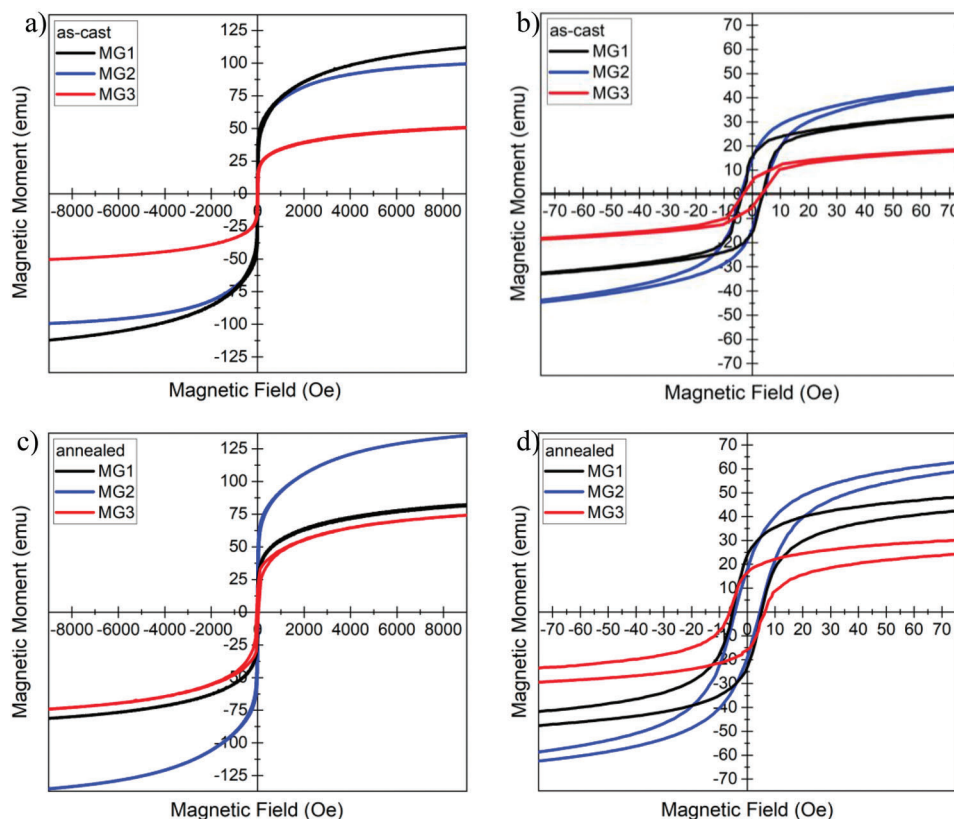 a)
as-cast
MG1
MG2
MG3
125
100
75
50
25
0
-25
-50
-75
-100
-125
-8000 -6000 -4000 -2000 0 2000 4000 6000 8000
Magnetic Moment (emu)
Magnetic Field (Oe)
b)
as-cast
MG1
MG2
MG3
70
60
50
40
30
20
10
0
-10
-20
-30
-40
-50
-60
-70
-70 -60 -50 -40 -30 -20 -10 0 10 20 30 40 50 60 70
Magnetic Moment (emu)
Magnetic Field (Oe)
c)
annealed
MG1
MG2
MG3
125
100
75
50
25
0
-25
-50
-75
-100
-125
-8000 -6000 -4000 -2000 0 2000 4000 6000 8000
Magnetic Moment (emu)
Magnetic Field (Oe)
d)
annealed
MG1
MG2
MG3
70
60
50
40
30
20
10
0
-10
-20
-30
-40
-50
-60
-70
-70 -60 -50 -40 -30 -20 -10 0 10 20 30 40 50 60 70
Magnetic Moment (emu)
Magnetic Field (Oe)